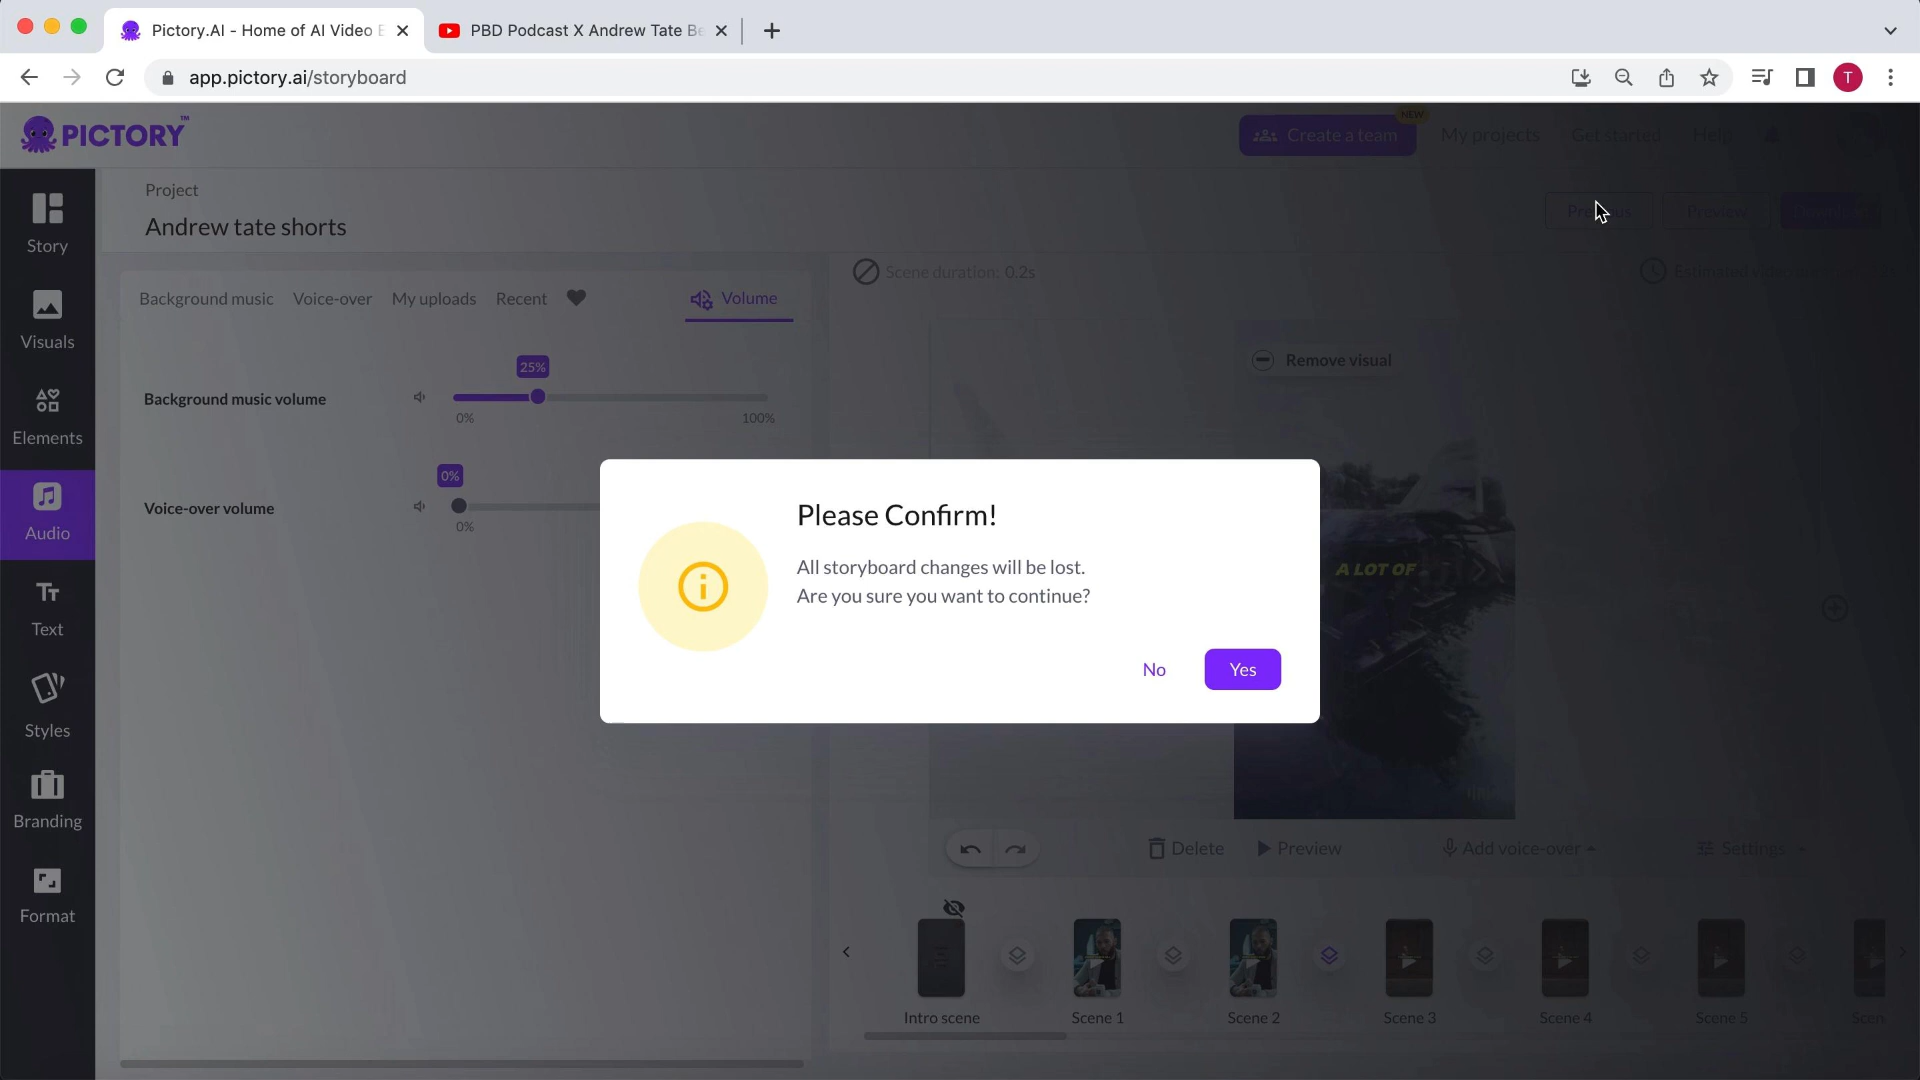 Pictory.AI - Home of AI Video E
PBD Podcast X Andrew Tate Be
app.pictory.ai/storyboard
T
PICTORY™
NEW
Create a team
My projects
Get started
Help
Project
Andrew tate shorts
Preview
Story
Visuals
Elements
Audio
Text
Styles
Branding
Format
Background music
Voice-over
My uploads
Recent
Volume
Background music volume
25%
0%
100%
Voice-over volume
0%
0%
Scene duration: 0.2s
Estimated
Remove visual
A LOT OF
Please Confirm!
All storyboard changes will be lost.
Are you sure you want to continue?
No
Yes
Delete
Preview
Add voice-over
Settings
Intro scene
Scene 1
Scene 2
Scene 3
Scene 4
Scene 5
Scen